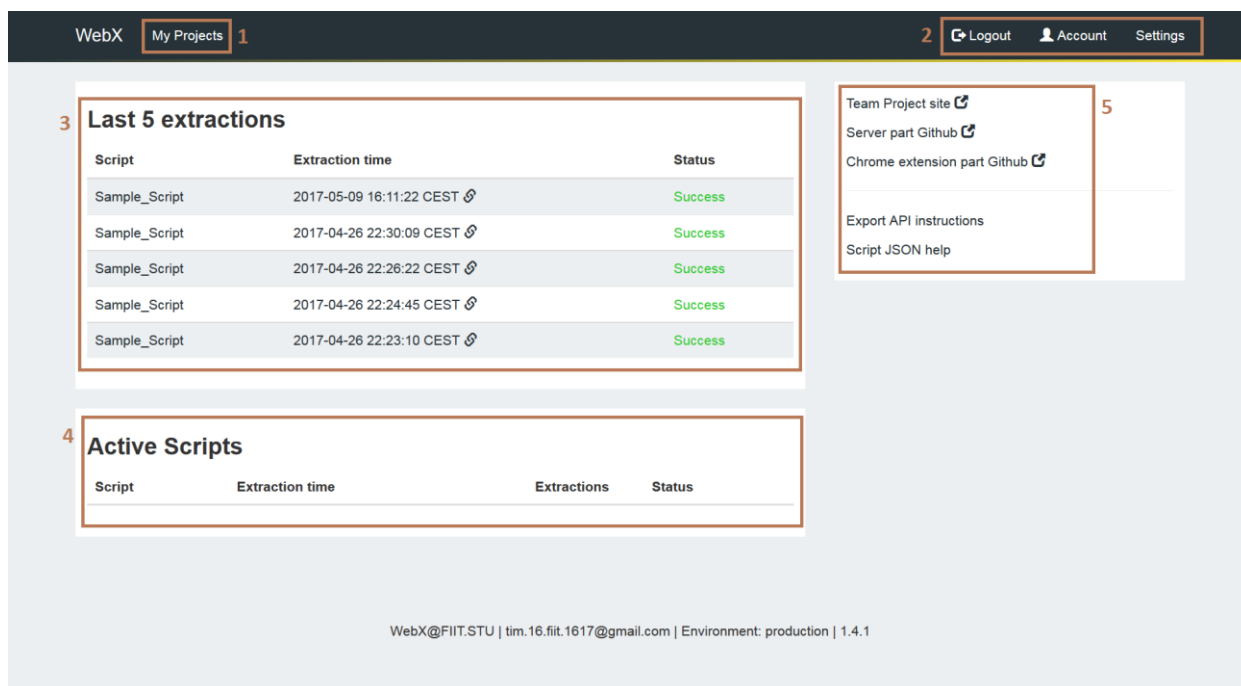 WebX My Projects 1 2 Logout Account Settings
3 Last 5 extractions
Script Extraction time Status
Sample_Script 2017-05-09 16:11:22 CEST Success
Sample_Script 2017-04-26 22:30:09 CEST Success
Sample_Script 2017-04-26 22:26:22 CEST Success
Sample_Script 2017-04-26 22:24:45 CEST Success
Sample_Script 2017-04-26 22:23:10 CEST Success
4 Active Scripts
Script Extraction time Extractions Status
Team Project site 5
Server part Github
Chrome extension part Github
Export API instructions
Script JSON help
WebX@FIIT.STU | tim.16.fiit.1617@gmail.com | Environment: production | 1.4.1